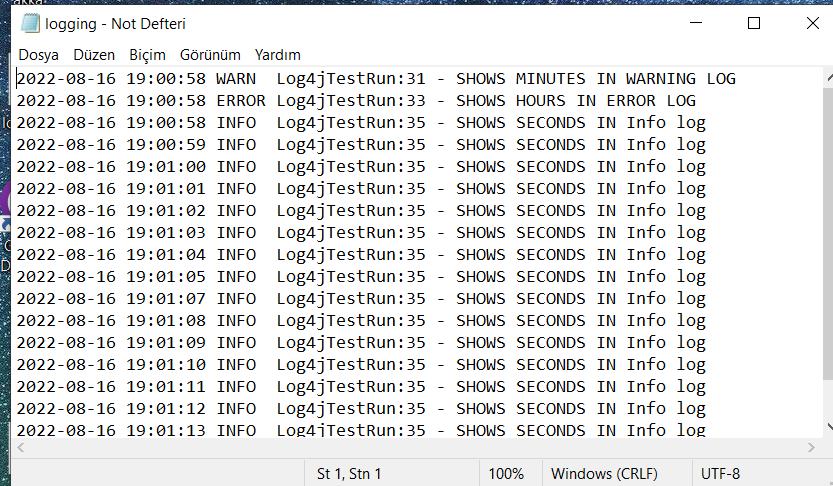 logging - Not Defteri
Dosya Düzen Biçim Görünüm Yardım
2022-08-16 19:00:58 WARN  Log4jTestRun:31 - SHOWS MINUTES IN WARNING LOG
2022-08-16 19:00:58 ERROR Log4jTestRun:33 - SHOWS HOURS IN ERROR LOG
2022-08-16 19:00:58 INFO  Log4jTestRun:35 - SHOWS SECONDS IN Info log
2022-08-16 19:00:59 INFO  Log4jTestRun:35 - SHOWS SECONDS IN Info log
2022-08-16 19:01:00 INFO  Log4jTestRun:35 - SHOWS SECONDS IN Info log
2022-08-16 19:01:01 INFO  Log4jTestRun:35 - SHOWS SECONDS IN Info log
2022-08-16 19:01:02 INFO  Log4jTestRun:35 - SHOWS SECONDS IN Info log
2022-08-16 19:01:03 INFO  Log4jTestRun:35 - SHOWS SECONDS IN Info log
2022-08-16 19:01:04 INFO  Log4jTestRun:35 - SHOWS SECONDS IN Info log
2022-08-16 19:01:05 INFO  Log4jTestRun:35 - SHOWS SECONDS IN Info log
2022-08-16 19:01:07 INFO  Log4jTestRun:35 - SHOWS SECONDS IN Info log
2022-08-16 19:01:08 INFO  Log4jTestRun:35 - SHOWS SECONDS IN Info log
2022-08-16 19:01:09 INFO  Log4jTestRun:35 - SHOWS SECONDS IN Info log
2022-08-16 19:01:10 INFO  Log4jTestRun:35 - SHOWS SECONDS IN Info log
2022-08-16 19:01:11 INFO  Log4jTestRun:35 - SHOWS SECONDS IN Info log
2022-08-16 19:01:12 INFO  Log4jTestRun:35 - SHOWS SECONDS IN Info log
2022-08-16 19:01:13 INFO  Log4jTestRun:35 - SHOWS SECONDS IN Info log
St 1, Stn 1 100% Windows (CRLF) UTF-8